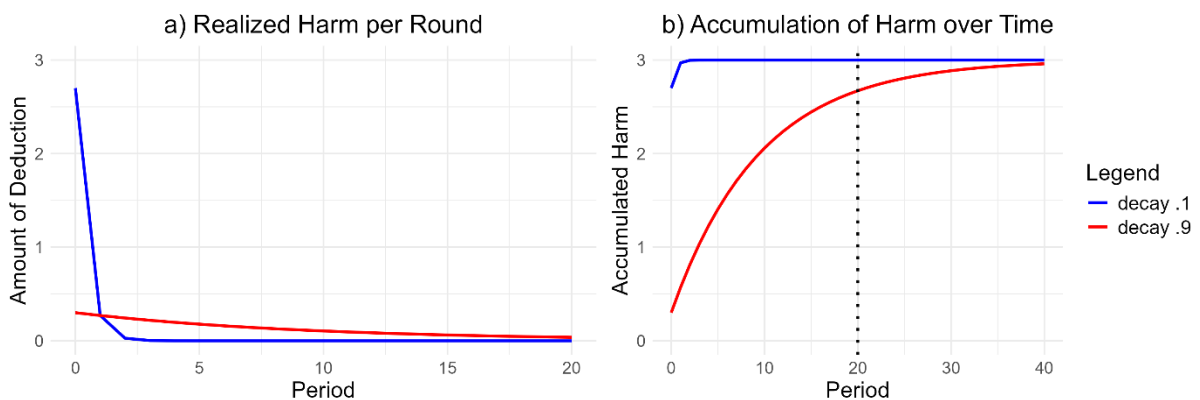 a) Realized Harm per Round
Amount of Deduction
3
2
1
0
0 5 10 15 20
Period
b) Accumulation of Harm over Time
Accumulated Harm
3
2
1
0
0 10 20 30 40
Period
Legend
decay .1
decay .9